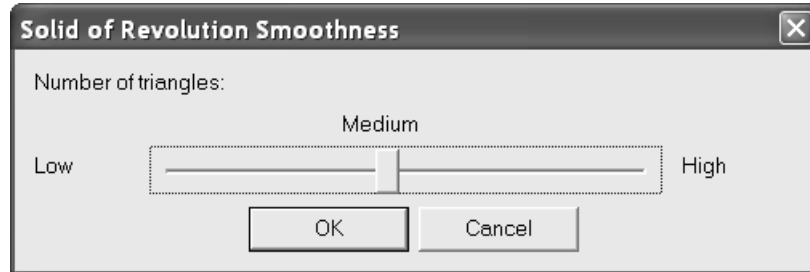 Solid of Revolution Smoothness
Number of triangles:
Medium
Low High
OK Cancel